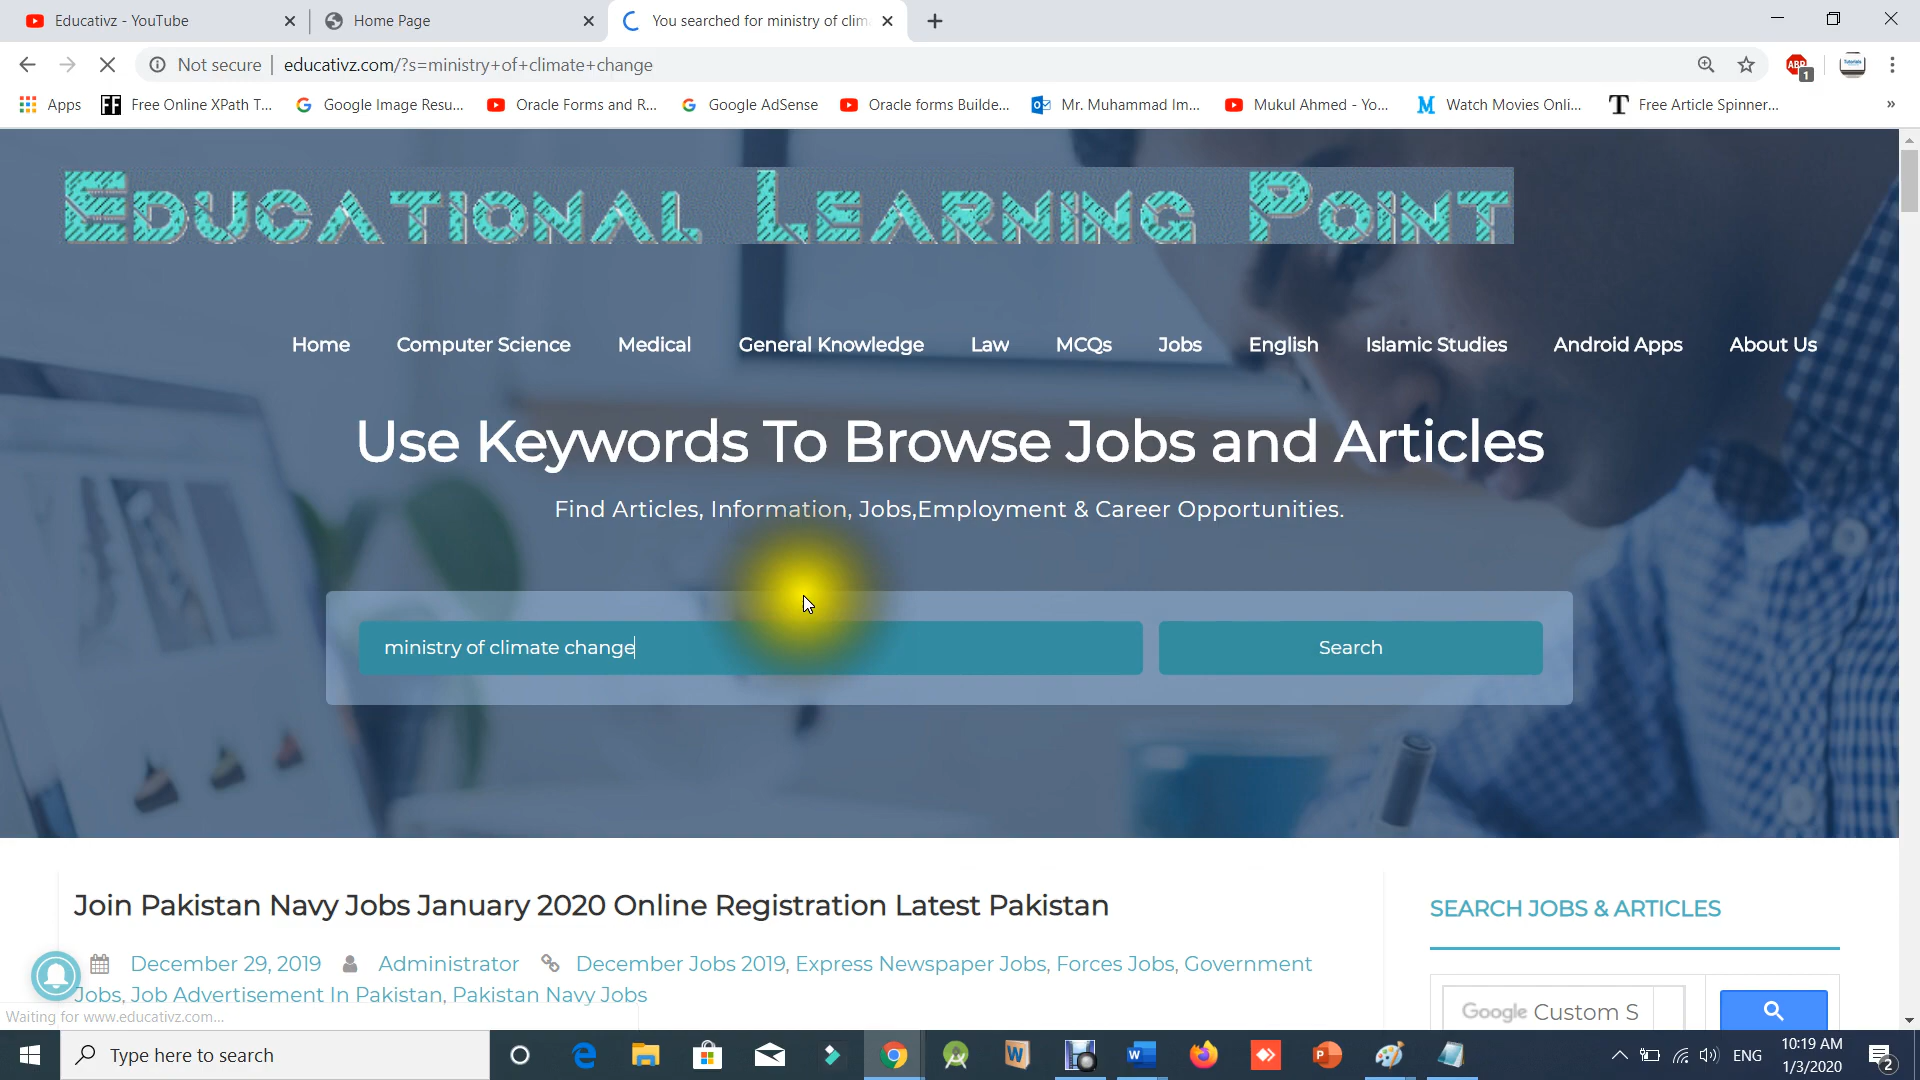 Educativz - YouTube
Home Page
You searched for ministry of clim
Not secure
educativz.com/?s=ministry+of+climate+change
ABP
1
Apps
Free Online XPath T...
Google Image Resu...
Oracle Forms and R...
Google AdSense
Oracle forms Builde...
Mr. Muhammad Im...
Mukul Ahmed - Yo...
Watch Movies Onli...
Free Article Spinner...
Educational Learning Point
Home
Computer Science
Medical
General Knowledge
Law
MCQs
Jobs
English
Islamic Studies
Android Apps
About Us
Use Keywords To Browse Jobs and Articles
Find Articles, Information, Jobs,Employment & Career Opportunities.
ministry of climate change
Search
Join Pakistan Navy Jobs January 2020 Online Registration Latest Pakistan
December 29, 2019 Administrator December Jobs 2019, Express Newspaper Jobs, Forces Jobs, Government
Jobs, Job Advertisement In Pakistan, Pakistan Navy Jobs
SEARCH JOBS & ARTICLES
Google Custom S
Waiting for www.educativz.com...
Type here to search
ENG
10:19 AM
1/3/2020
2